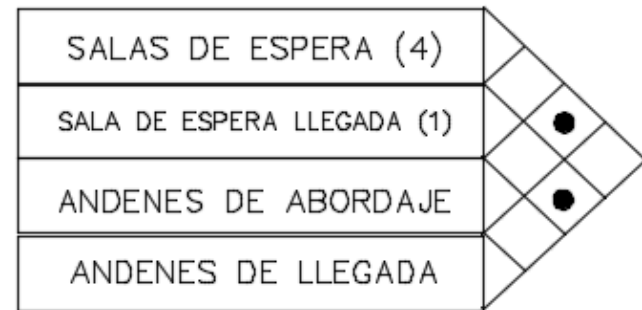 SALAS DE ESPERA (4)
SALA DE ESPERA LLEGADA (1)
ANDENES DE ABORDAJE
ANDENES DE LLEGADA